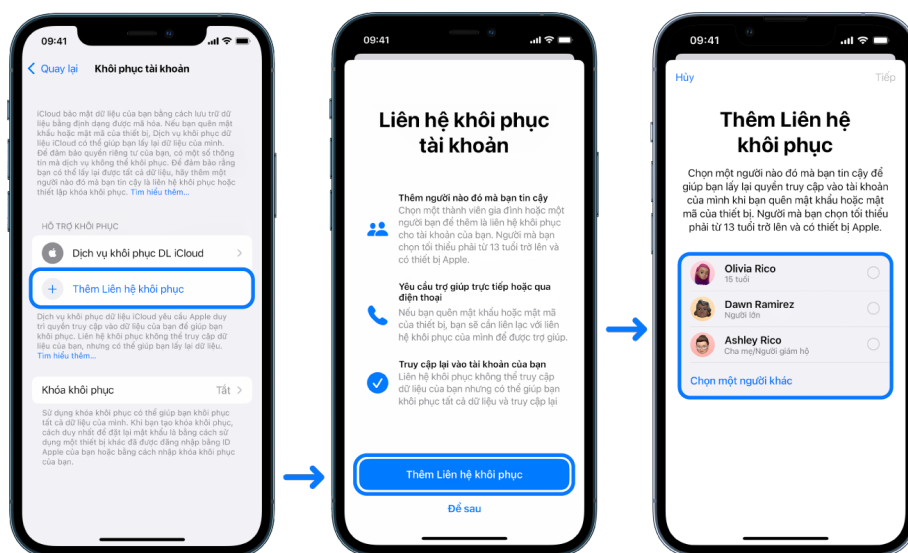 09:41
Quay lại
Khôi phục tài khoản
iCloud bảo mật dữ liệu của bạn bằng cách lưu trữ dữ
liệu bằng định dạng được mã hóa. Nếu bạn quên mật
khẩu hoặc mật mã của thiết bị, Dịch vụ khôi phục dữ
liệu iCloud có thể giúp bạn lấy lại dữ liệu của mình.
Để đảm bảo quyền riêng tư của bạn, có một số thông
tin mà dịch vụ không thể khôi phục. Để đảm bảo rằng
bạn có thể lấy lại được tất cả dữ liệu, hãy thêm một
người nào đó mà bạn tin cậy là liên hệ khôi phục hoặc
thiết lập khóa khôi phục. Tìm hiểu thêm...
HỖ TRỢ KHÔI PHỤC
Dịch vụ khôi phục DL iCloud
Thêm Liên hệ khôi phục
Dịch vụ khôi phục dữ liệu iCloud yêu cầu Apple duy
trì quyền truy cập vào dữ liệu của bạn để giúp bạn
khôi phục. Liên hệ khôi phục không thể truy cập dữ
liệu của bạn, nhưng có thể giúp bạn lấy lại dữ liệu.
Tìm hiểu thêm...
Khóa khôi phục
Tắt
Sử dụng khóa khôi phục có thể giúp bạn khôi phục
tất cả dữ liệu của mình. Khi bạn tạo khóa khôi phục,
cách duy nhất để đặt lại mật khẩu là bằng cách sử
dụng một thiết bị khác đã được đăng nhập bằng ID
Apple của bạn hoặc bằng cách nhập khóa khôi phục
của bạn.
09:41
Liên hệ khôi phục
tài khoản
Thêm người nào đó mà bạn tin cậy
Chọn một thành viên gia đình hoặc một
người bạn để thêm là liên hệ khôi phục
cho tài khoản của bạn. Người mà bạn
chọn tối thiểu phải từ 13 tuổi trở lên và
có thiết bị Apple.
Yêu cầu trợ giúp trực tiếp hoặc qua
điện thoại
Nếu bạn quên mật khẩu hoặc mật mã
của thiết bị, bạn sẽ cần liên lạc với liên
hệ khôi phục của mình để được trợ giúp.
Truy cập lại vào tài khoản của bạn
Liên hệ khôi phục không thể truy cập
dữ liệu của bạn nhưng có thể giúp bạn
khôi phục tất cả dữ liệu và truy cập lại
Thêm Liên hệ khôi phục
Để sau
09:41
Hủy
Tiếp
Thêm Liên hệ
khôi phục
Chọn một người nào đó mà bạn tin cậy để
giúp bạn lấy lại quyền truy cập vào tài khoản
của mình khi bạn quên mật khẩu hoặc mật
mã của thiết bị. Người mà bạn chọn tối thiểu
phải từ 13 tuổi trở lên và có thiết bị Apple.
Olivia Rico
15 tuổi
Dawn Ramirez
Người lớn
Ashley Rico
Cha mẹ/Người giám hộ
Chọn một người khác